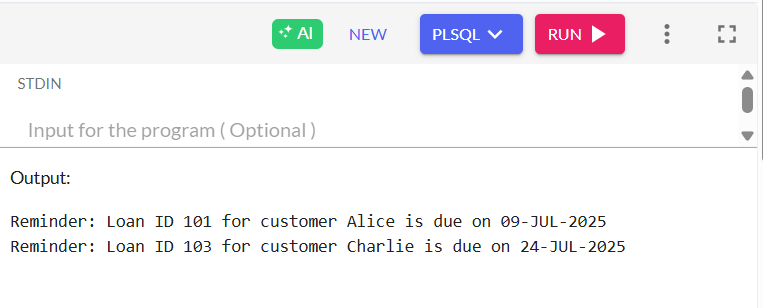 AI NEW PLSQL RUN
STDIN
Input for the program ( Optional )
Output:
Reminder: Loan ID 101 for customer Alice is due on 09-JUL-2025
Reminder: Loan ID 103 for customer Charlie is due on 24-JUL-2025